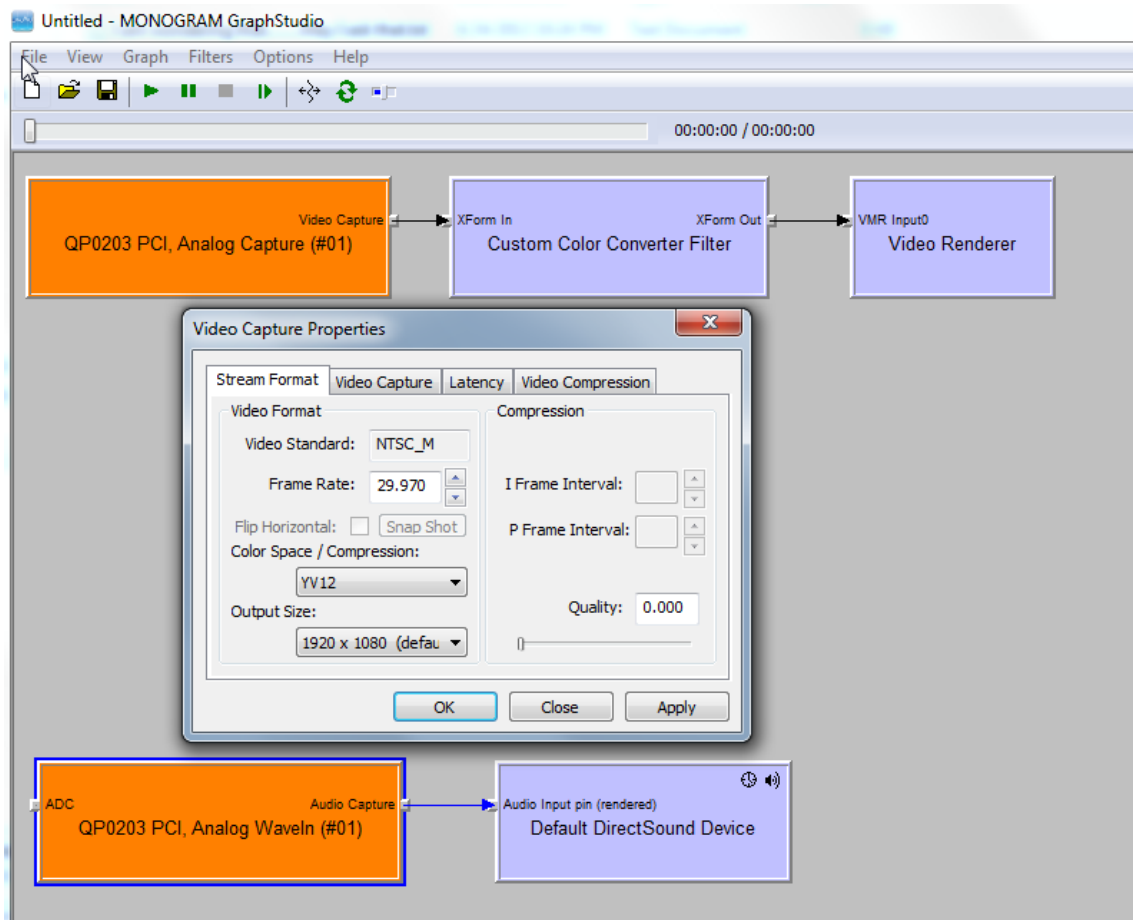 Untitled - MONOGRAM GraphStudio
File View Graph Filters Options Help
00:00:00 / 00:00:00
Video Capture
QP0203 PCI, Analog Capture (#01)
XForm In XForm Out
Custom Color Converter Filter
VMR Input0
Video Renderer
Video Capture Properties
Stream Format Video Capture Latency Video Compression
Video Format
Video Standard: NTSC_M
Frame Rate: 29.970
Flip Horizontal: Snap Shot
Color Space / Compression:
YV12
Output Size:
1920 x 1080 (defau
Compression
I Frame Interval:
P Frame Interval:
Quality: 0.000
OK Close Apply
ADC Audio Capture
QP0203 PCI, Analog WaveIn (#01)
Audio Input pin (rendered)
Default DirectSound Device